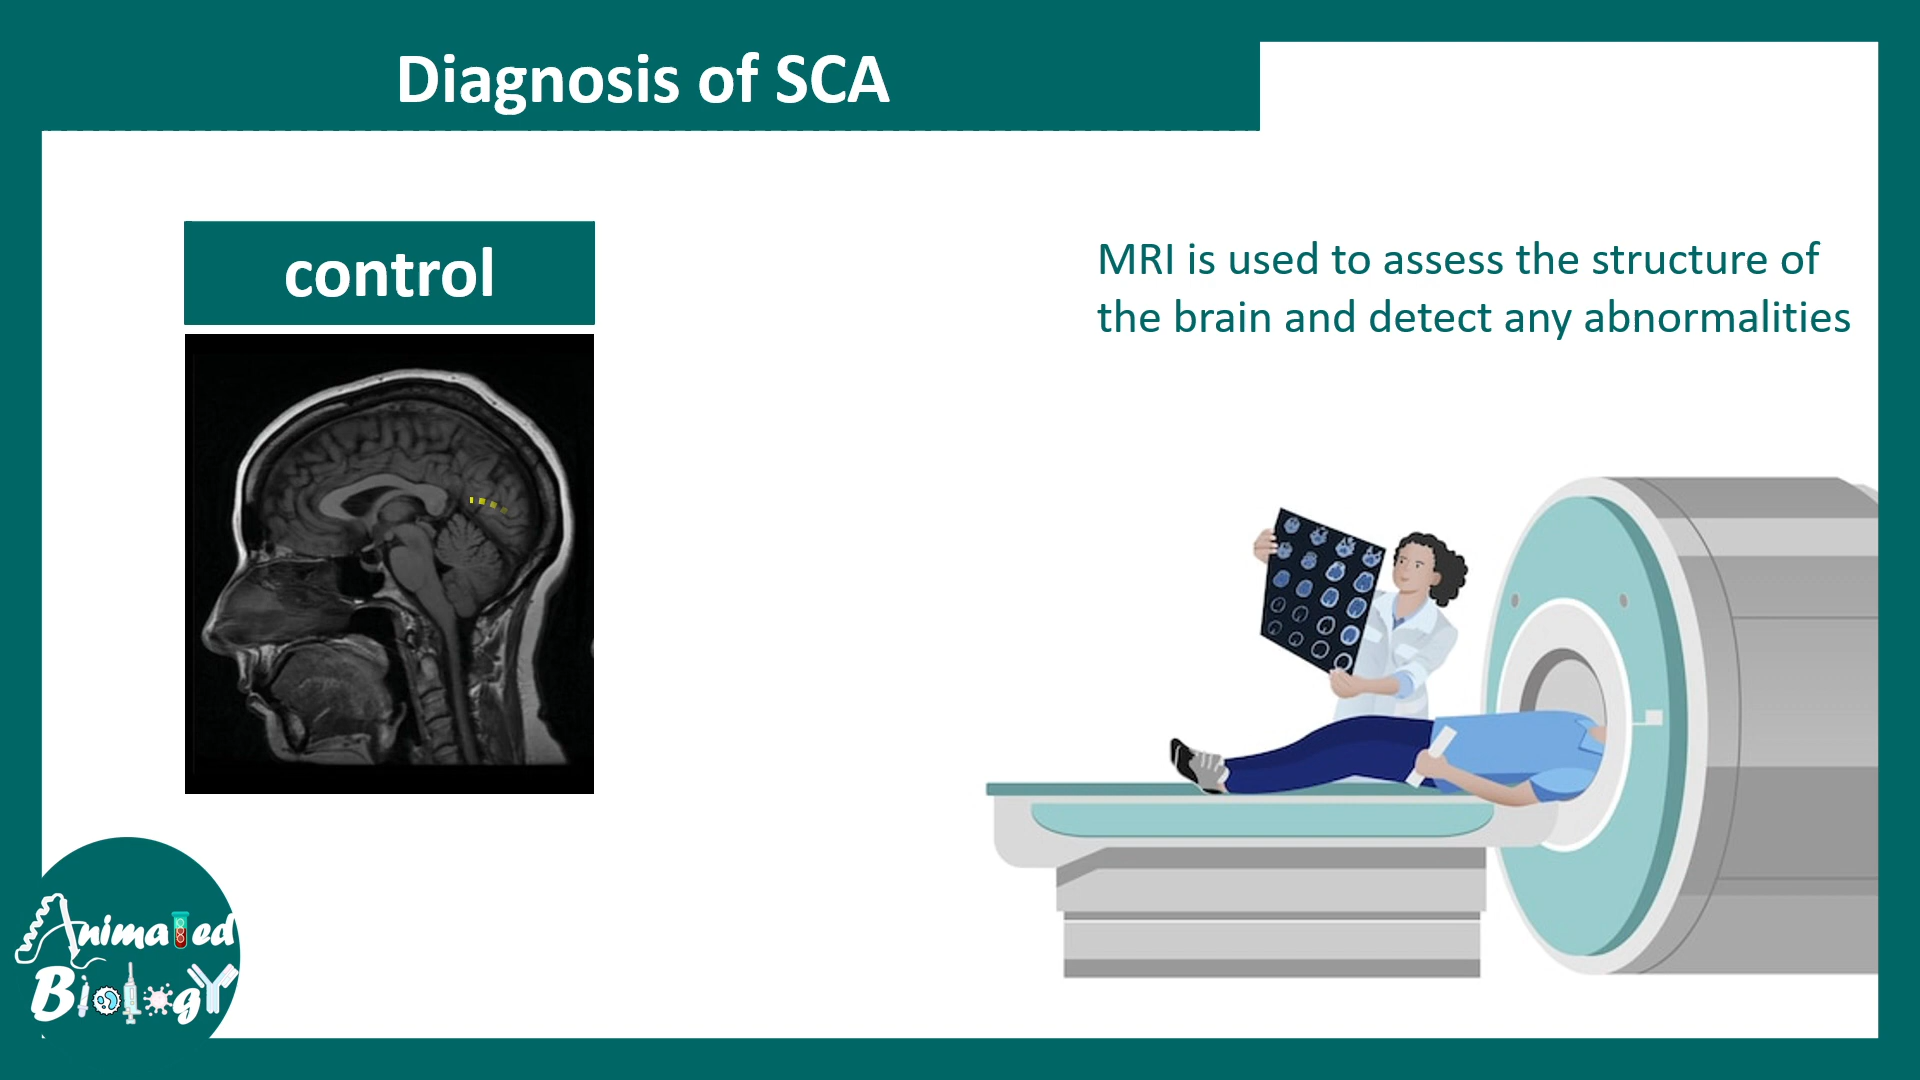 Diagnosis of SCA
control
MRI is used to assess the structure of
the brain and detect any abnormalities
Animated
Biology